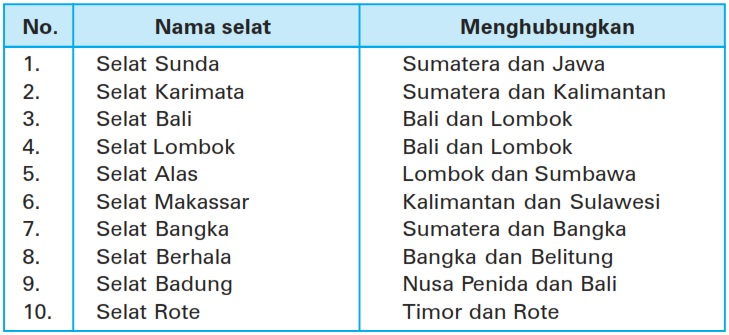 No. Nama selat Menghubungkan
1. Selat Sunda Sumatera dan Jawa
2. Selat Karimata Sumatera dan Kalimantan
3. Selat Bali Bali dan Lombok
4. Selat Lombok Bali dan Lombok
5. Selat Alas Lombok dan Sumbawa
6. Selat Makassar Kalimantan dan Sulawesi
7. Selat Bangka Sumatera dan Bangka
8. Selat Berhala Bangka dan Belitung
9. Selat Badung Nusa Penida dan Bali
10. Selat Rote Timor dan Rote